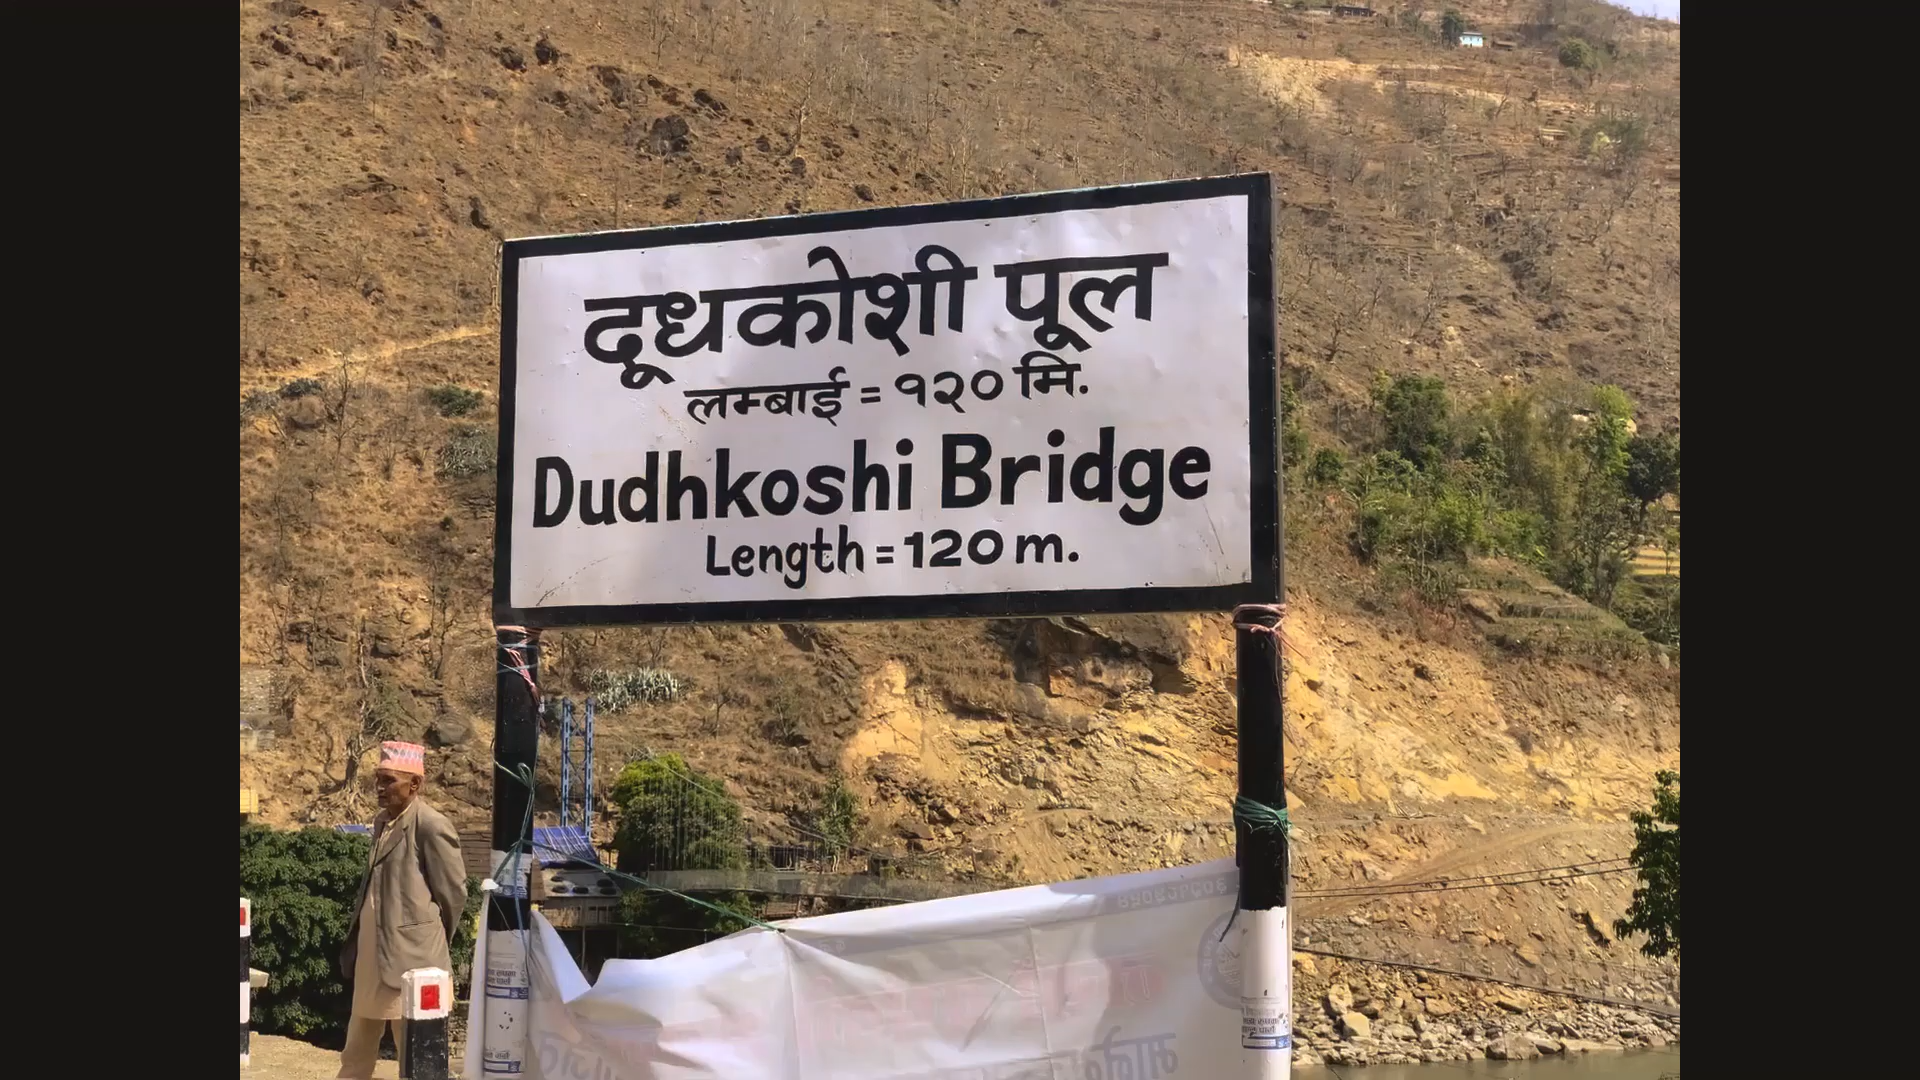 दूधकोशी पूल
लम्बाई = १२० मि.
Dudhkoshi Bridge
Length = 120 m.